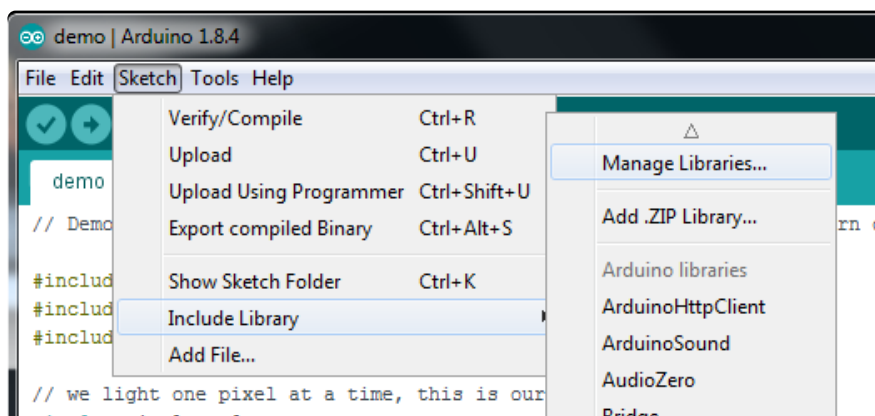 demo | Arduino 1.8.4
File Edit Sketch Tools Help
Verify/Compile Ctrl+R
Upload Ctrl+U
Upload Using Programmer Ctrl+Shift+U
Export compiled Binary Ctrl+Alt+S
Show Sketch Folder Ctrl+K
Include Library
Add File...
Manage Libraries...
Add .ZIP Library...
Arduino libraries
ArduinoHttpClient
ArduinoSound
AudioZero
Bridge
demo
// Demo
#includ
#includ
#includ
// we light one pixel at a time, this is our